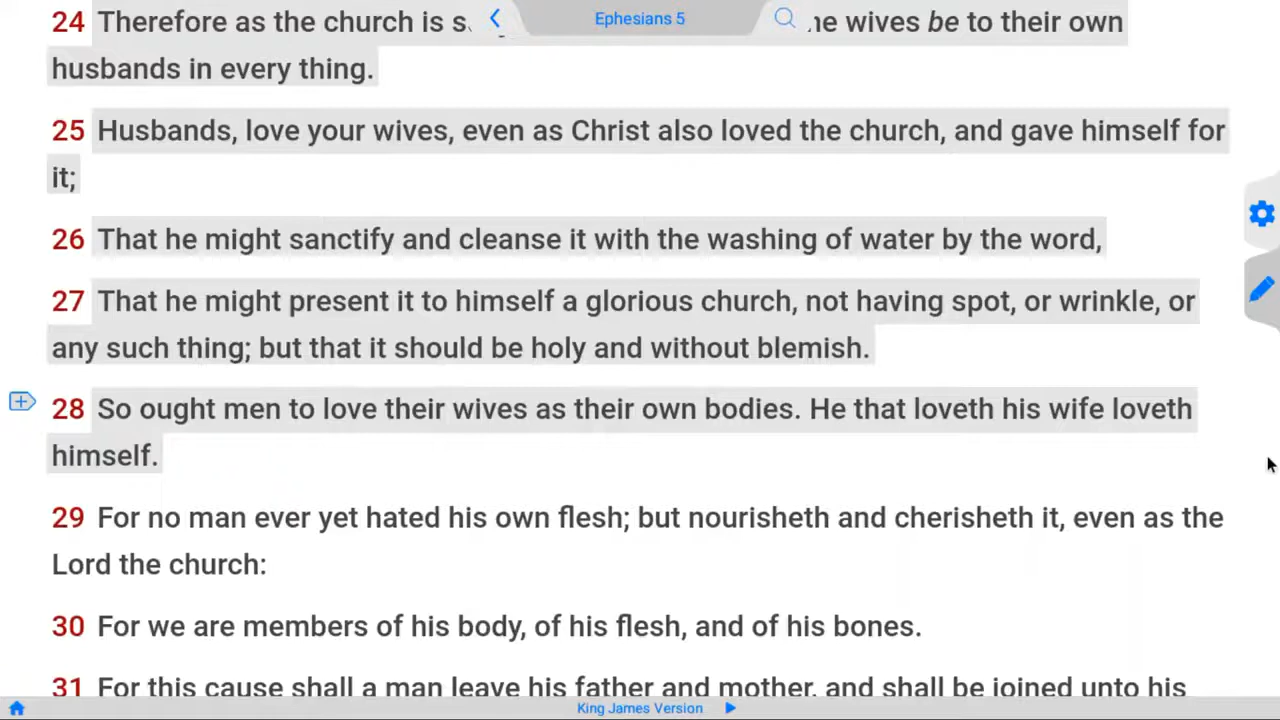 Ephesians 5
24 Therefore as the church is he wives be to their own
husbands in every thing.
25 Husbands, love your wives, even as Christ also loved the church, and gave himself for
it;
26 That he might sanctify and cleanse it with the washing of water by the word,
27 That he might present it to himself a glorious church, not having spot, or wrinkle, or
any such thing; but that it should be holy and without blemish.
28 So ought men to love their wives as their own bodies. He that loveth his wife loveth
himself.
29 For no man ever yet hated his own flesh; but nourisheth and cherisheth it, even as the
Lord the church:
30 For we are members of his body, of his flesh, and of his bones.
31 For this cause shall a man leave his father and mother, and shall be joined unto his
King James Version